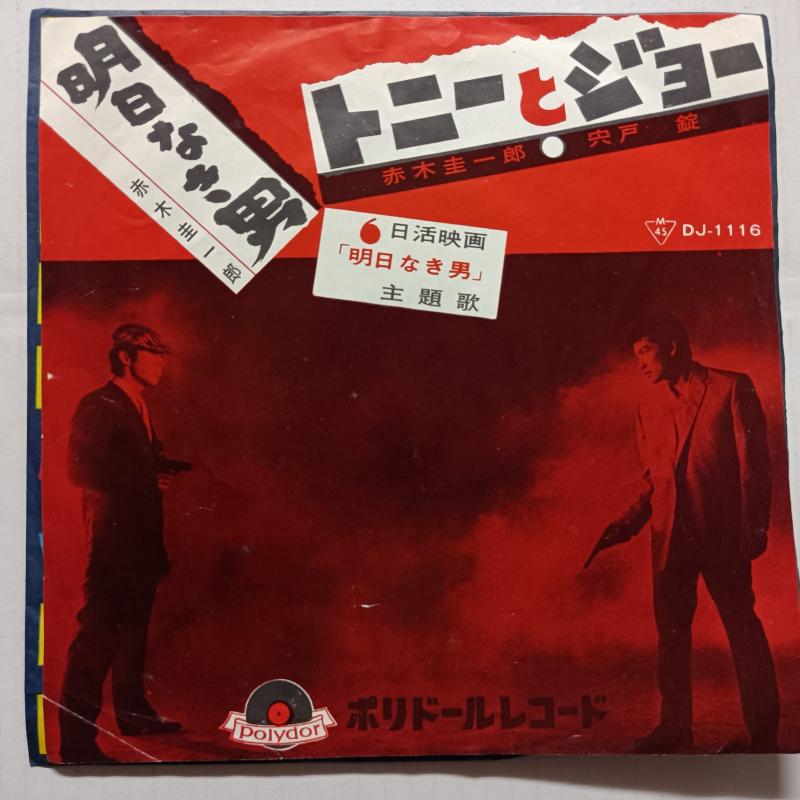 明日なき男
赤木圭一郎
トニーとジョー
赤木圭一郎●宍戸 錠
日活映画
「明日なき男」
主題歌
M
45
DJ-1116
polydor
ポリドールレコード